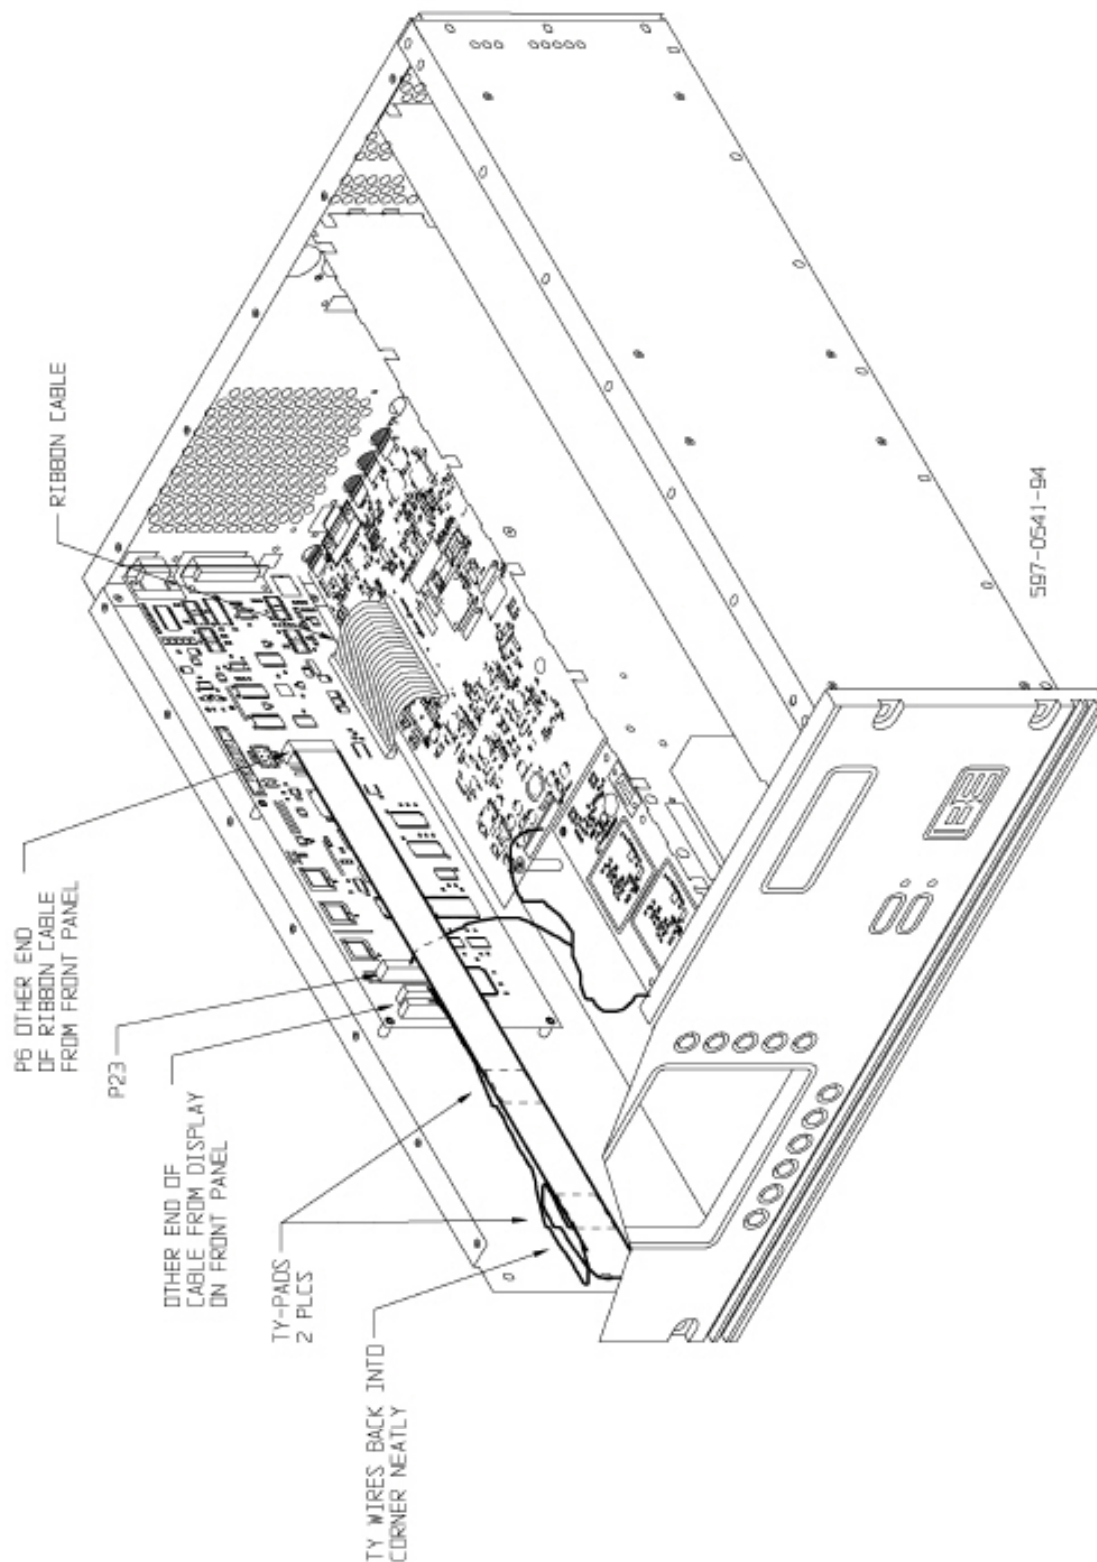 P6 OTHER END
OF RIBBON CABLE
FROM FRONT PANEL
RIBBON CABLE
P23
OTHER END OF
CABLE FROM DISPLAY
ON FRONT PANEL
TY-PADS
2 PLCS
TY WIRES BACK INTO
CORNER NEATLY
597-0541-94